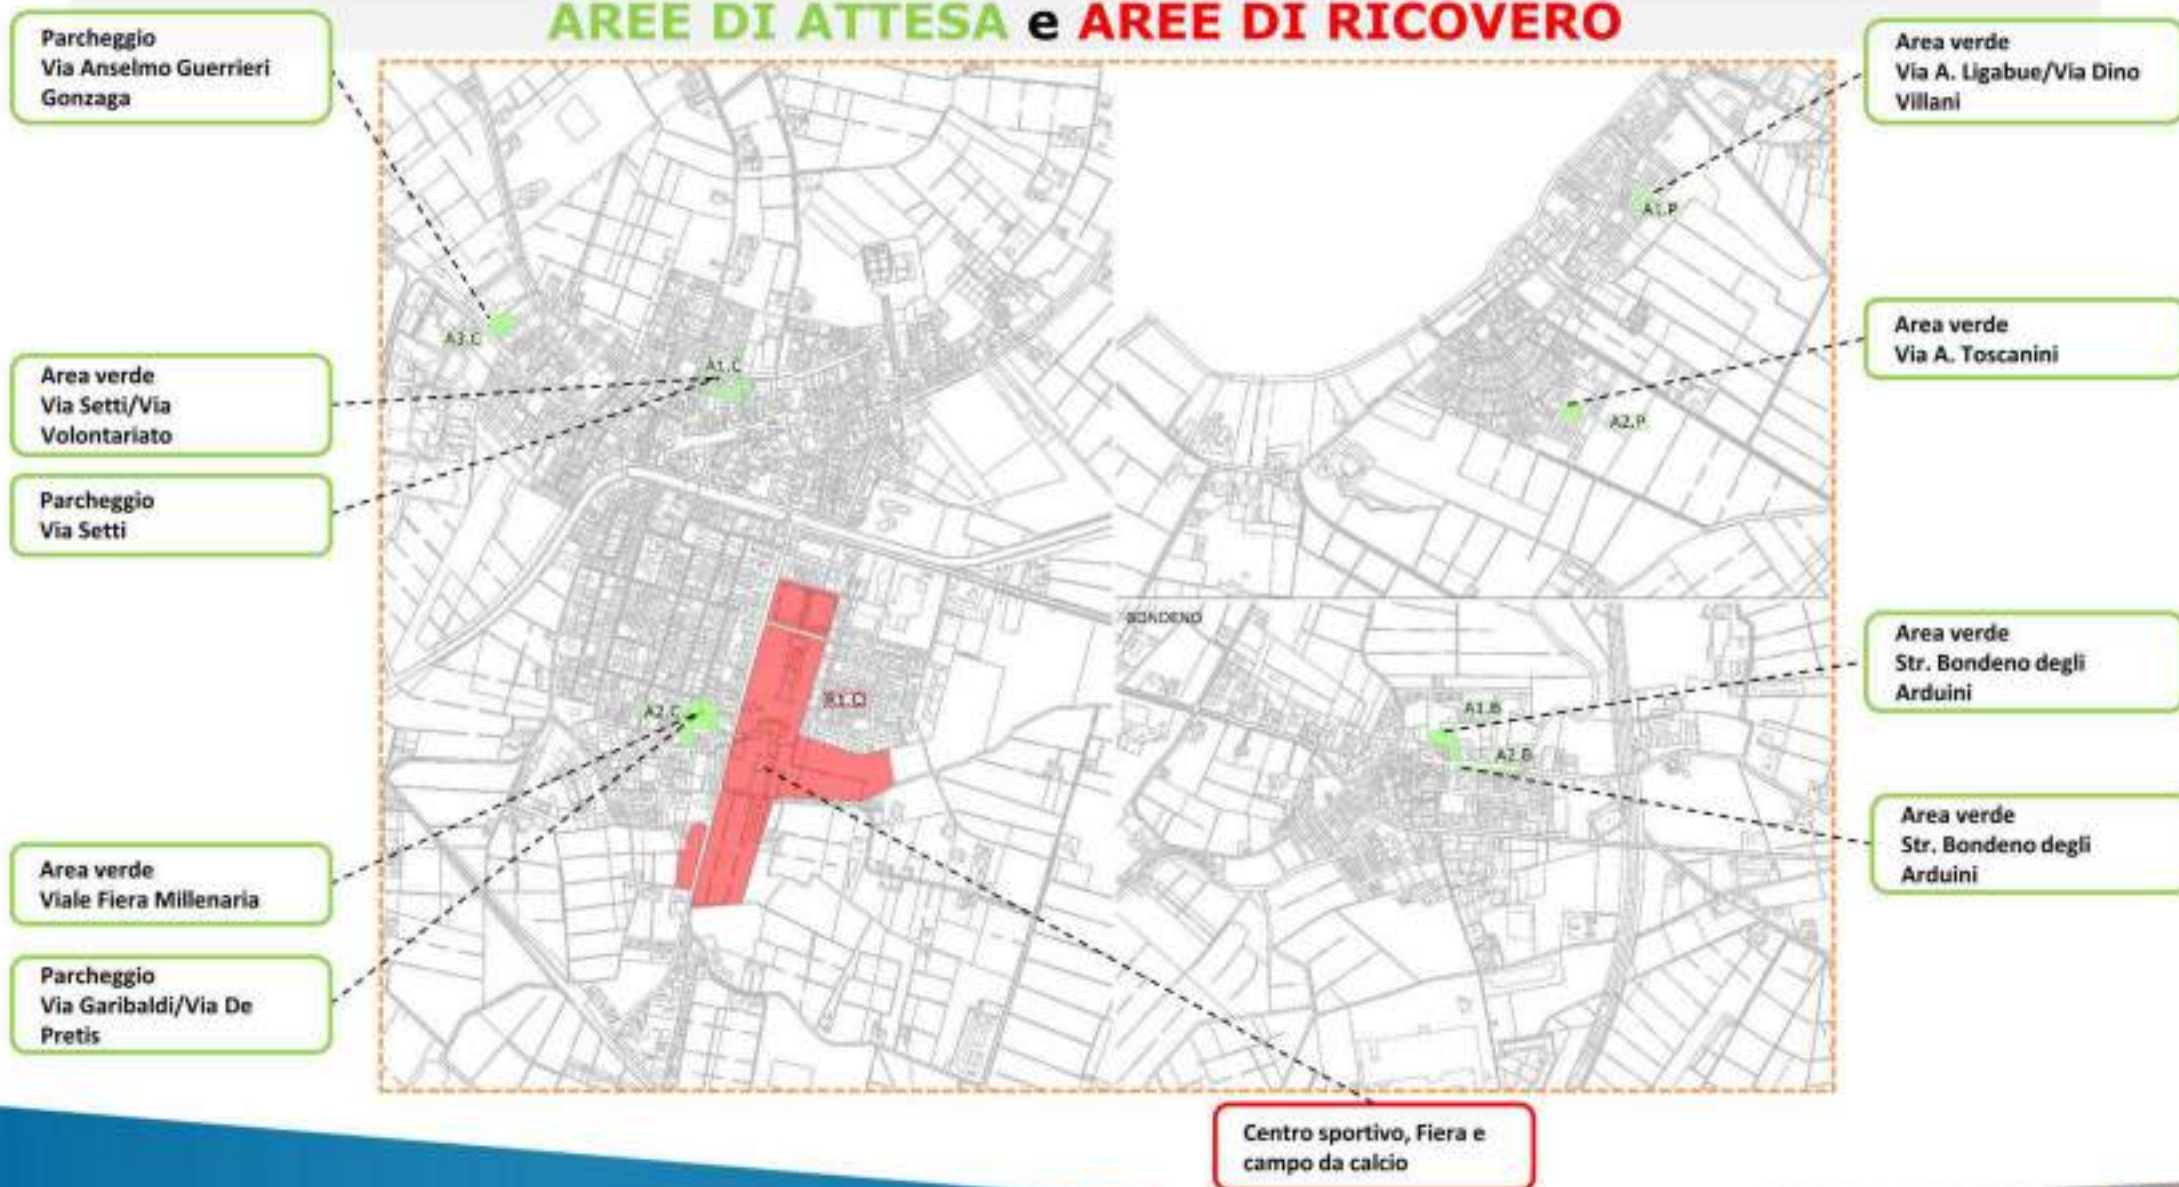 AREE DI ATTESA e AREE DI RICOVERO
Parcheggio
Via Anselmo Guerrieri
Gonzaga
Area verde
Via Setti/Via
Volontariato
Parcheggio
Via Setti
Area verde
Viale Fiera Millenaria
Parcheggio
Via Garibaldi/Via De
Pretis
A3.C
A1.C
A2.C
A1.P
A2.P
BONDENO
A1.B
A2.B
Area verde
Via A. Ligabue/Via Dino
Villani
Area verde
Via A. Toscanini
Area verde
Str. Bondeno degli
Arduini
Area verde
Str. Bondeno degli
Arduini
Centro sportivo, Fiera e
campo da calcio